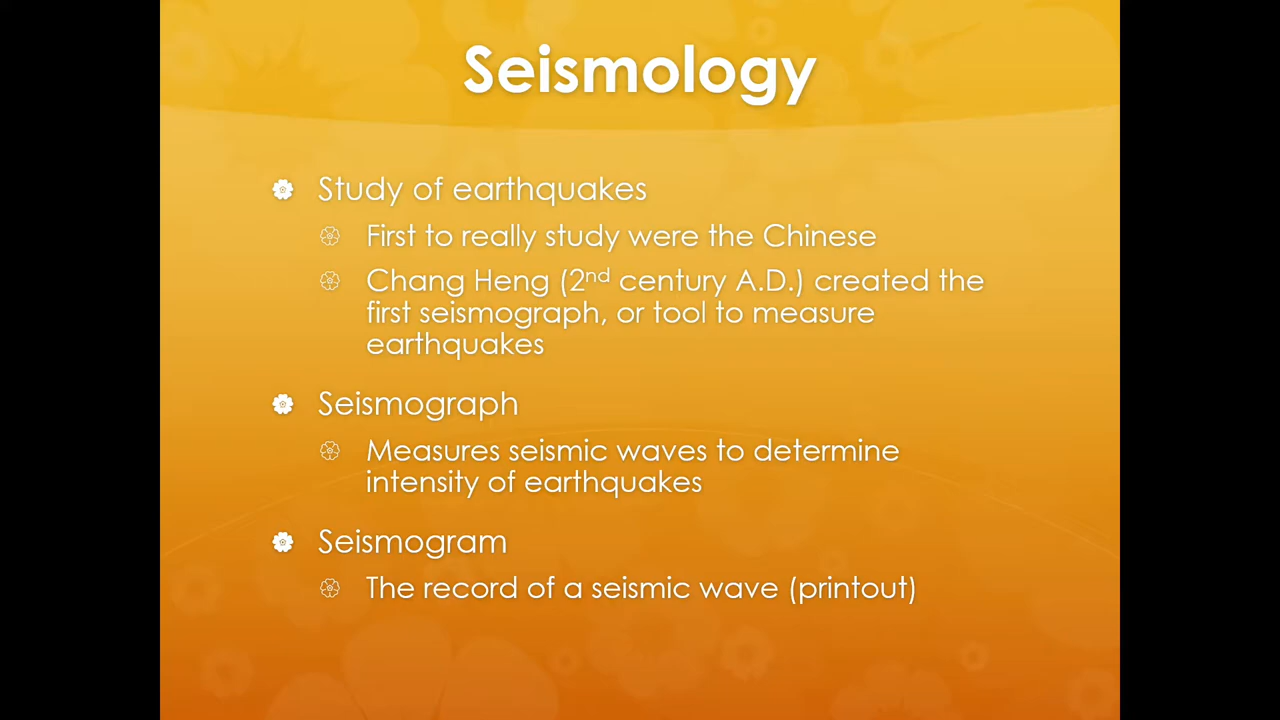 Seismology
Study of earthquakes
First to really study were the Chinese
Chang Heng (2nd century A.D.) created the
first seismograph, or tool to measure
earthquakes
Seismograph
Measures seismic waves to determine
intensity of earthquakes
Seismogram
The record of a seismic wave (printout)